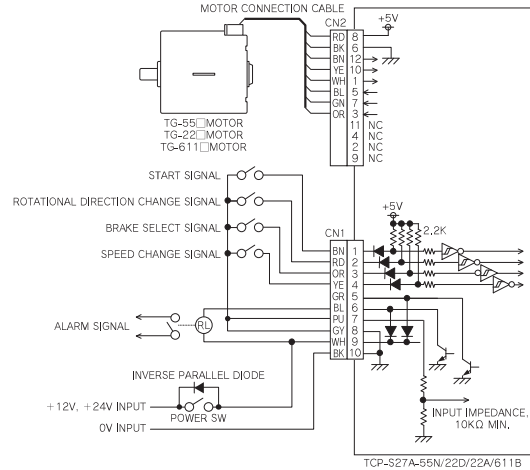 MOTOR CONNECTION CABLE
CN2
+5V
RD 8
BK 6
BN 12
YE 10
WH 1
BL 5
GN 7
OR 3
11 NC
4 NC
2 NC
9 NC
TG-55□MOTOR
TG-22□MOTOR
TG-611□MOTOR
START SIGNAL
ROTATIONAL DIRECTION CHANGE SIGNAL
BRAKE SELECT SIGNAL
SPEED CHANGE SIGNAL
CN1
+5V
2.2K
BN 1
RD 2
OR 3
YE 4
GR 5
BL 6
PU 7
GY 8
WH 9
BK 10
ALARM SIGNAL
RL
INVERSE PARALLEL DIODE
+12V, +24V INPUT
POWER SW
0V INPUT
INPUT IMPEDANCE,
10KΩ MIN.
TCP-S27A-55N/22D/22A/611B